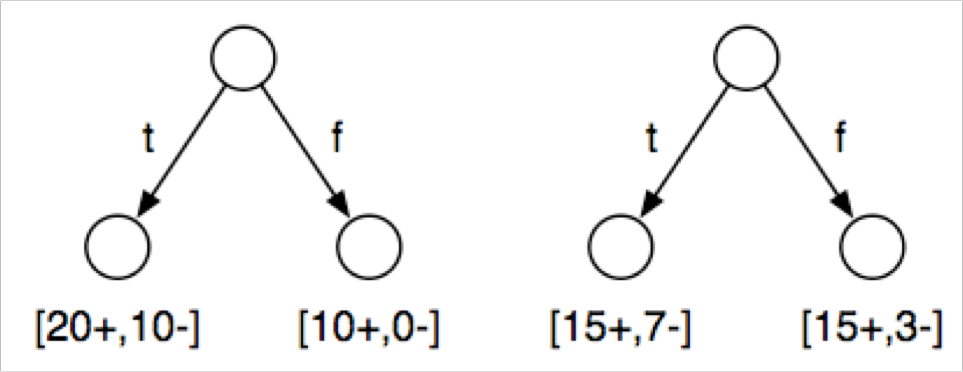 t f t f
[20+,10-] [10+,0-] [15+,7-] [15+,3-]